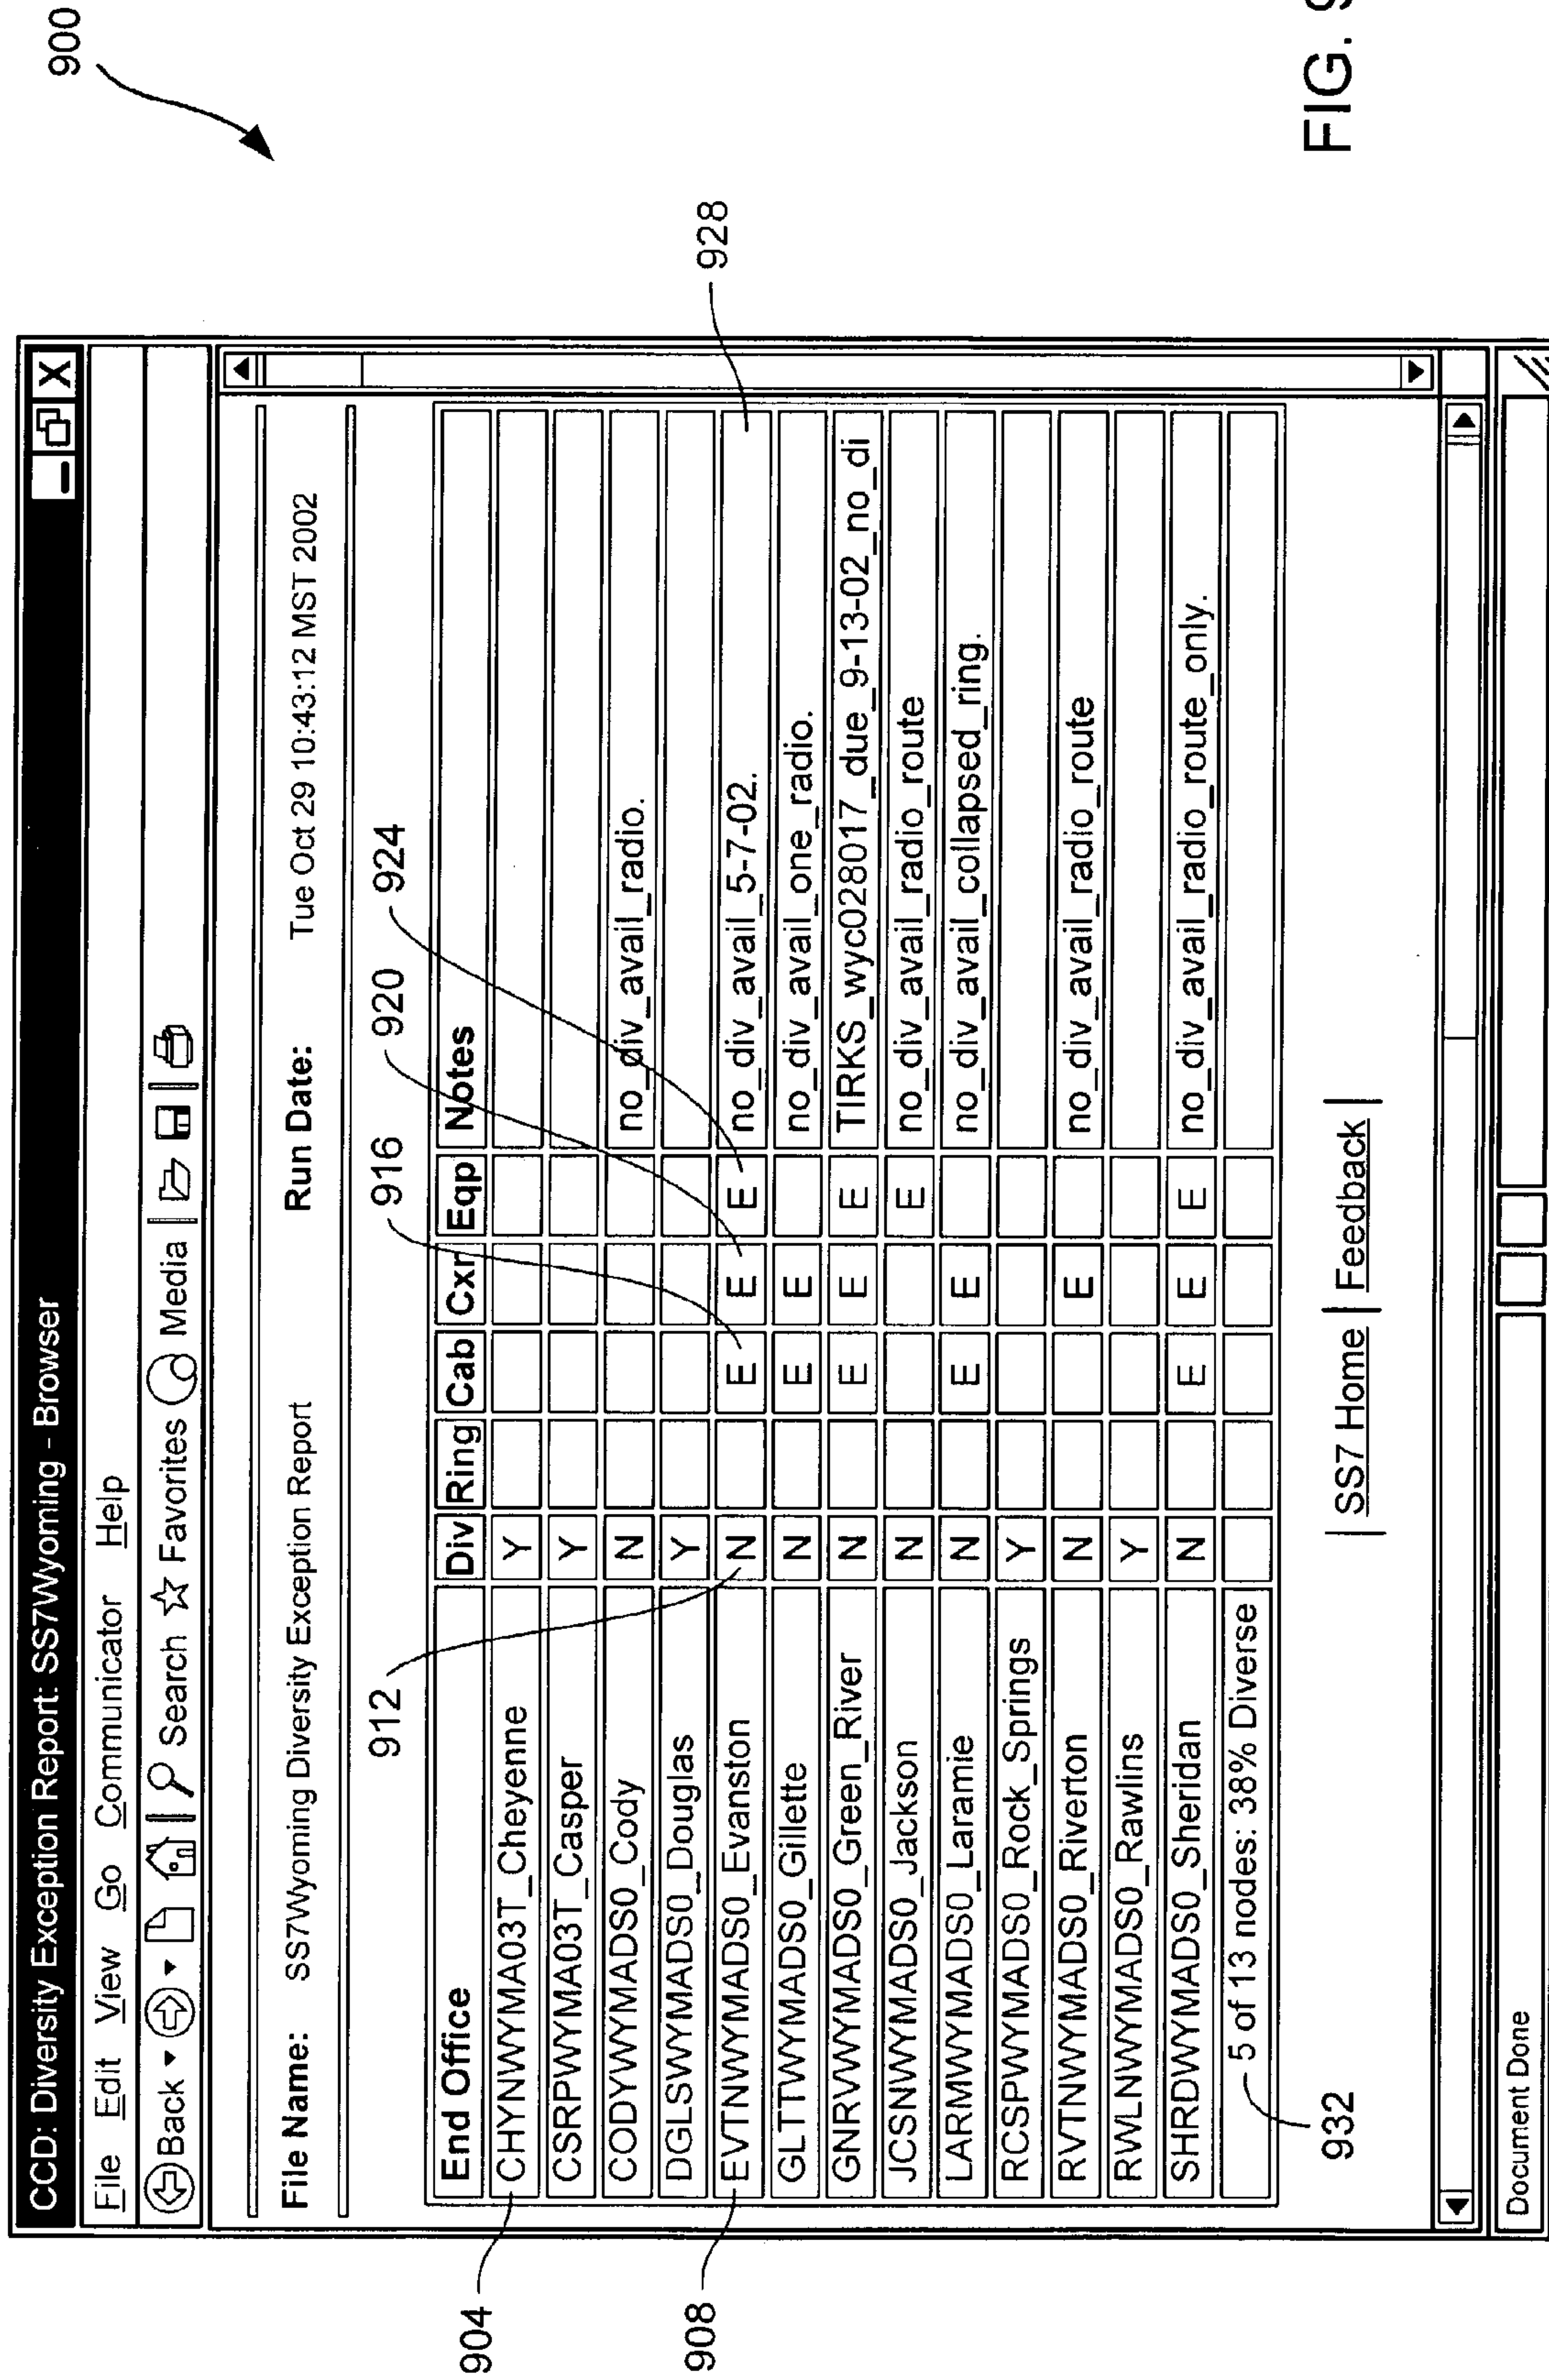 900
CCD: Diversity Exception Report: SS7Wyoming - Browser
File Edit View Go Communicator Help
Back Search Favorites Media
File Name: SS7Wyoming Diversity Exception Report Run Date: Tue Oct 29 10:43:12 MST 2002
912 916 920 924
End Office Div Ring Cab Cxr Eqp Notes
904 CHYNWYMA03T_Cheyenne Y
CSRPWYMA03T_Casper Y
CODYWYMADS0_Cody N no_div_avail_radio.
DGLSWYMADS0_Douglas Y
908 EVTNWYMADS0_Evanston N E E E no_div_avail_5-7-02. 928
GLTTWYMADS0_Gillette N E E no_div_avail_one_radio.
GNRVWYMADS0_Green_River N E E E TIRKS_wyc028017_due_9-13-02_no_di
JCSNWYMADS0_Jackson N E no_div_avail_radio_route
LARMWYMADS0_Laramie N E E no_div_avail_collapsed_ring.
RCSPWYMADS0_Rock_Springs Y
RVTNWYMADS0_Riverton N E no_div_avail_radio_route
RWLNWYMADS0_Rawlins Y
SHRDWYMADS0_Sheridan N E E E no_div_avail_radio_route_only.
5 of 13 nodes: 38% Diverse
932
| SS7 Home | Feedback |
Document Done
FIG. 9